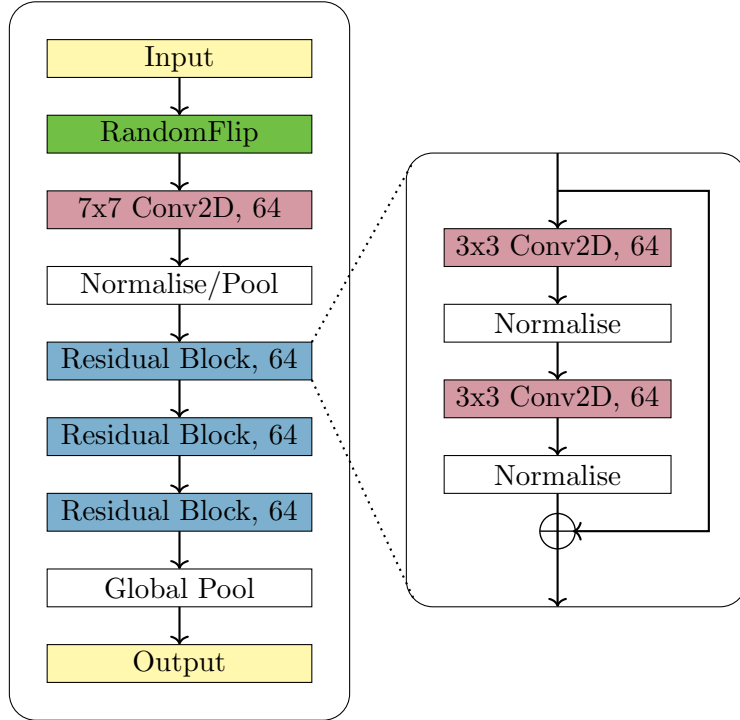 Input
RandomFlip
7x7 Conv2D, 64
Normalise/Pool
Residual Block, 64
Residual Block, 64
Residual Block, 64
Global Pool
Output
3x3 Conv2D, 64
Normalise
3x3 Conv2D, 64
Normalise